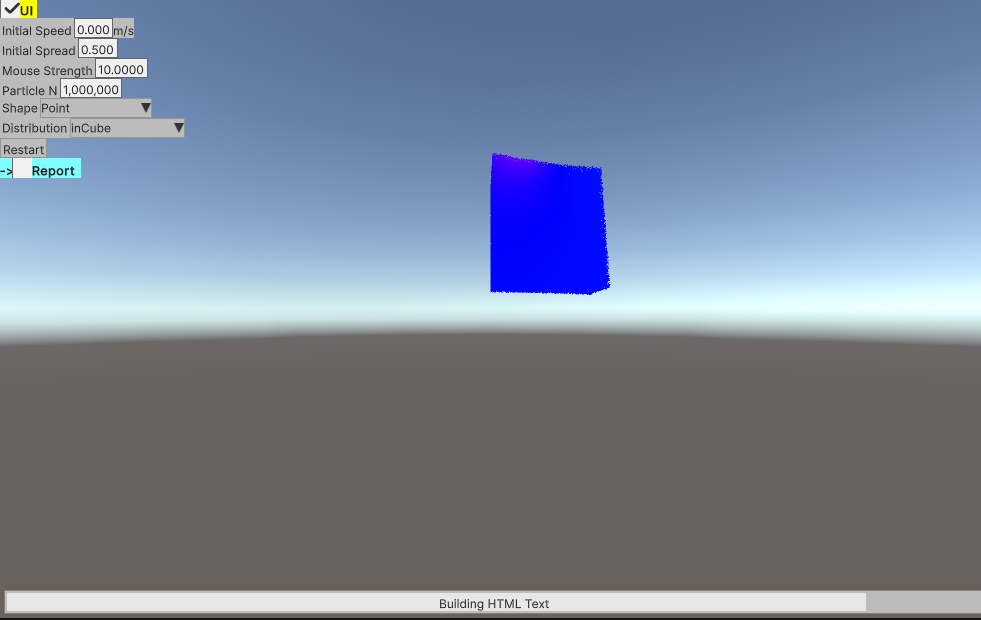 UI
Initial Speed 0.000 m/s
Initial Spread 0.500
Mouse Strength 10.0000
Particle N 1,000,000
Shape Point
Distribution inCube
Restart
-> Report
Building HTML Text